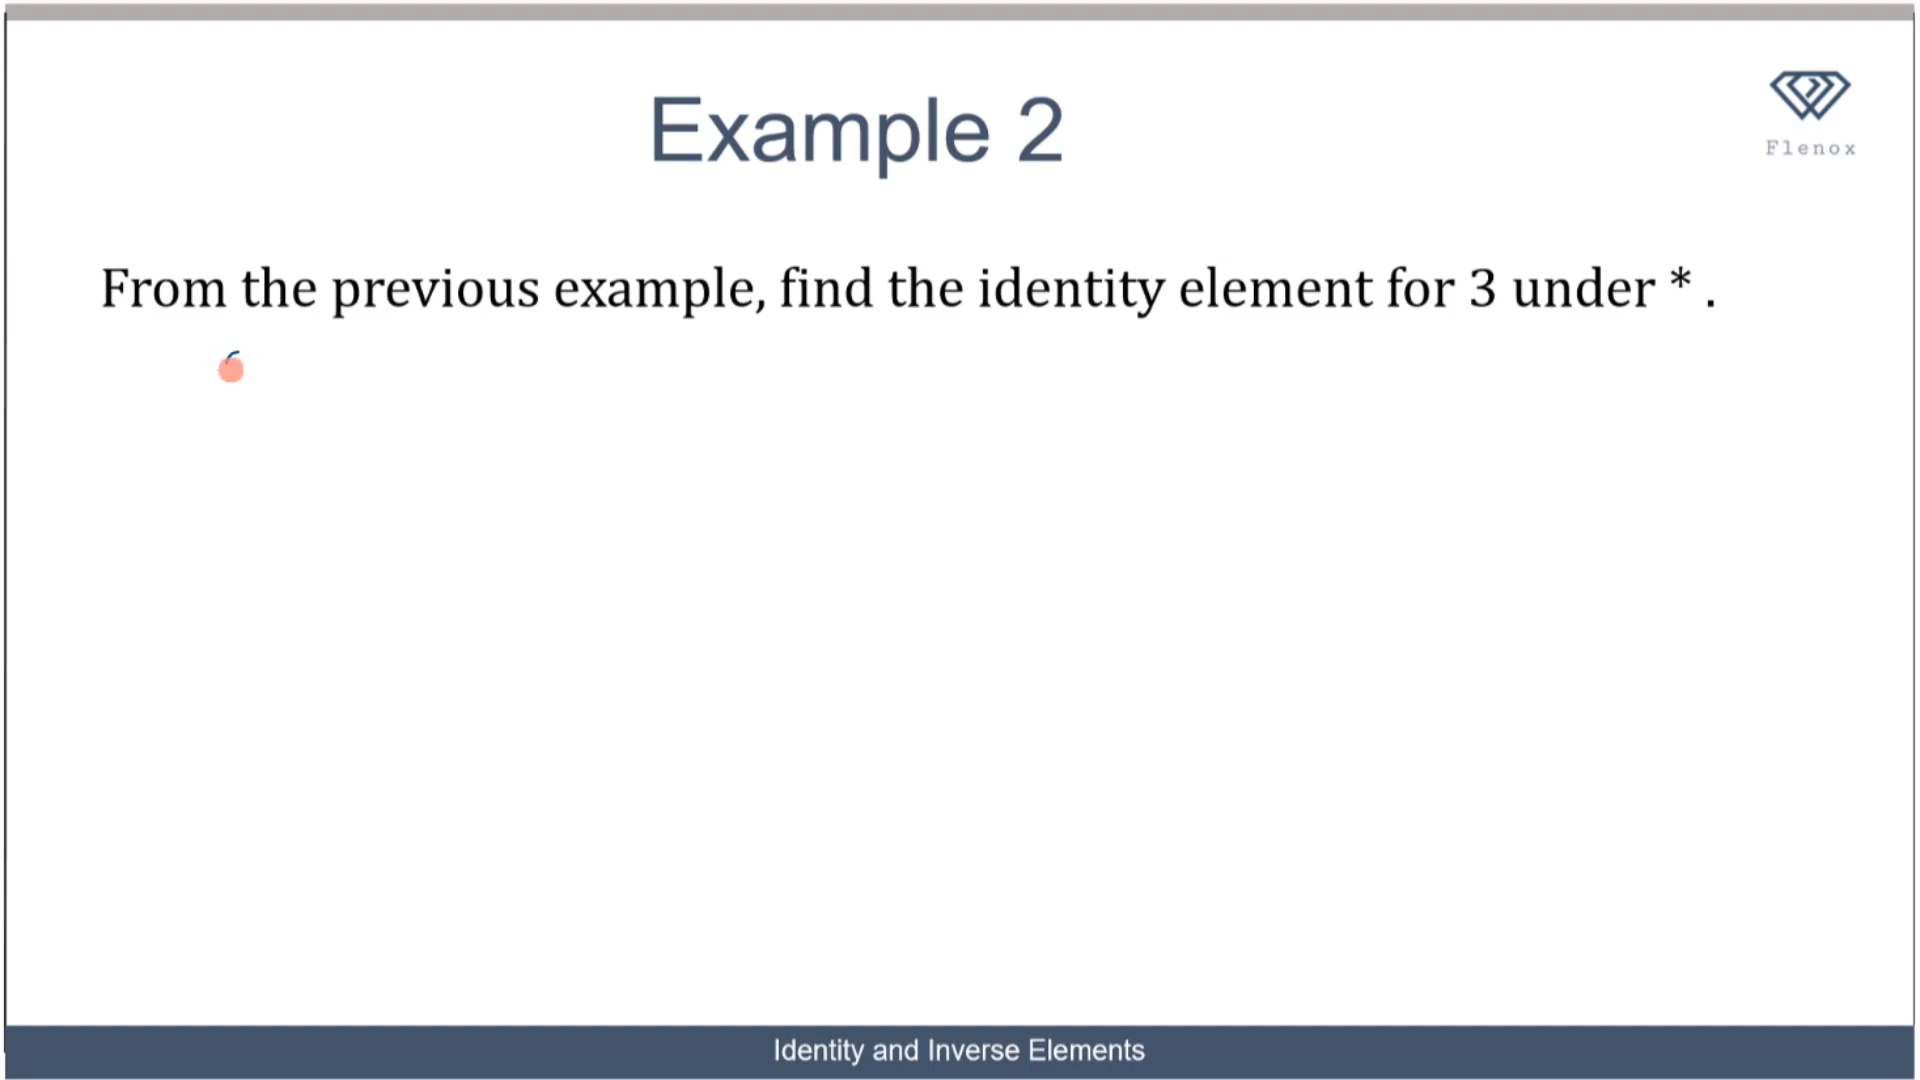 Example 2
Flenox
From the previous example, find the identity element for 3 under * .
Identity and Inverse Elements